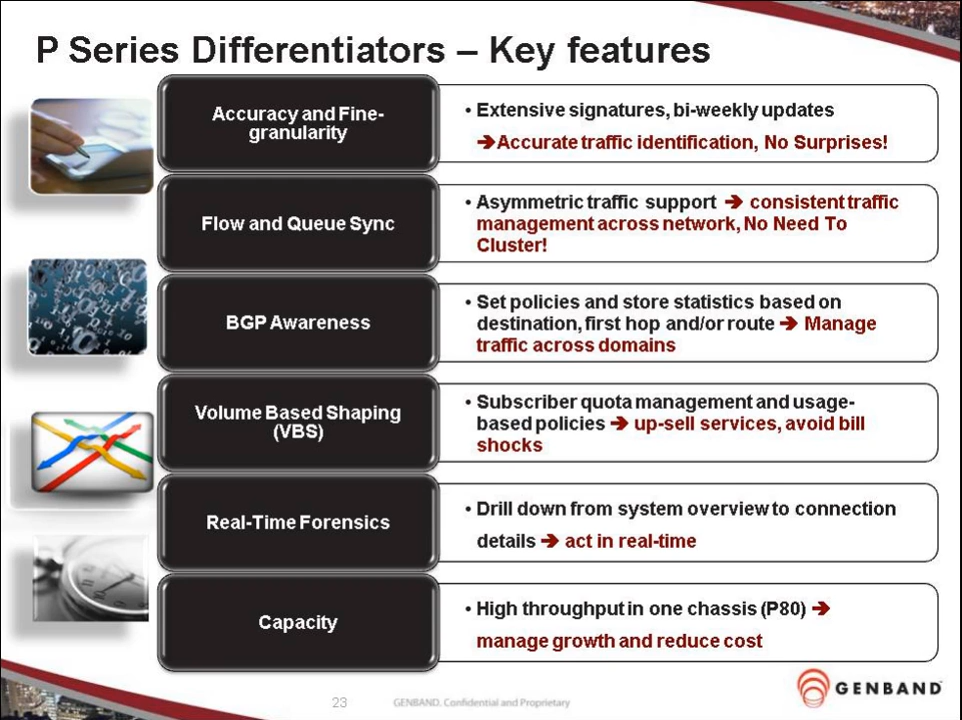 P Series Differentiators – Key features
Accuracy and Fine-
granularity
• Extensive signatures, bi-weekly updates
➔Accurate traffic identification, No Surprises!
Flow and Queue Sync
• Asymmetric traffic support ➔ consistent traffic
management across network, No Need To
Cluster!
BGP Awareness
• Set policies and store statistics based on
destination, first hop and/or route ➔ Manage
traffic across domains
Volume Based Shaping
(VBS)
• Subscriber quota management and usage-
based policies ➔ up-sell services, avoid bill
shocks
Real-Time Forensics
• Drill down from system overview to connection
details ➔ act in real-time
Capacity
• High throughput in one chassis (P80) ➔
manage growth and reduce cost
23
GENBAND. Confidential and Proprietary
GENBAND